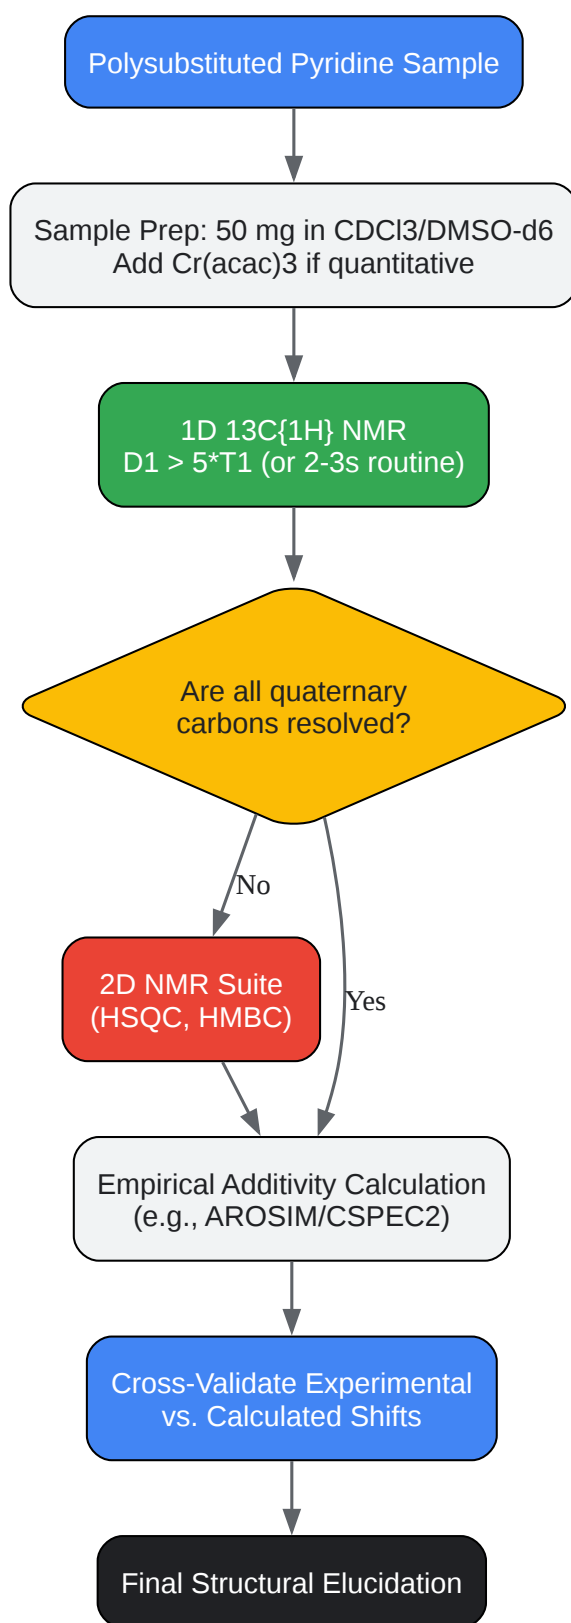 Polysubstituted Pyridine Sample
Sample Prep: 50 mg in CDCl3/DMSO-d6
Add Cr(acac)3 if quantitative
1D 13C{1H} NMR
D1 > 5*T1 (or 2-3s routine)
Are all quaternary
carbons resolved?
No
2D NMR Suite
(HSQC, HMBC)
Yes
Empirical Additivity Calculation
(e.g., AROSIM/CSPEC2)
Cross-Validate Experimental
vs. Calculated Shifts
Final Structural Elucidation